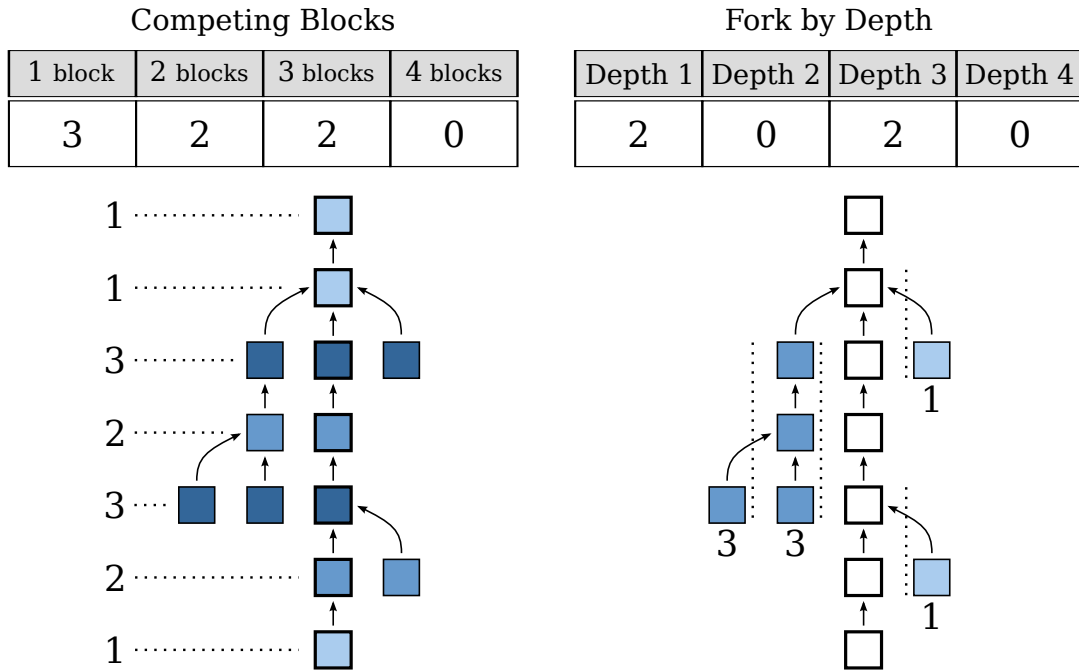 Competing Blocks
1 block 2 blocks 3 blocks 4 blocks
3 2 2 0
1
1
3
2
3
2
1
Fork by Depth
Depth 1 Depth 2 Depth 3 Depth 4
2 0 2 0
1
3 3
1